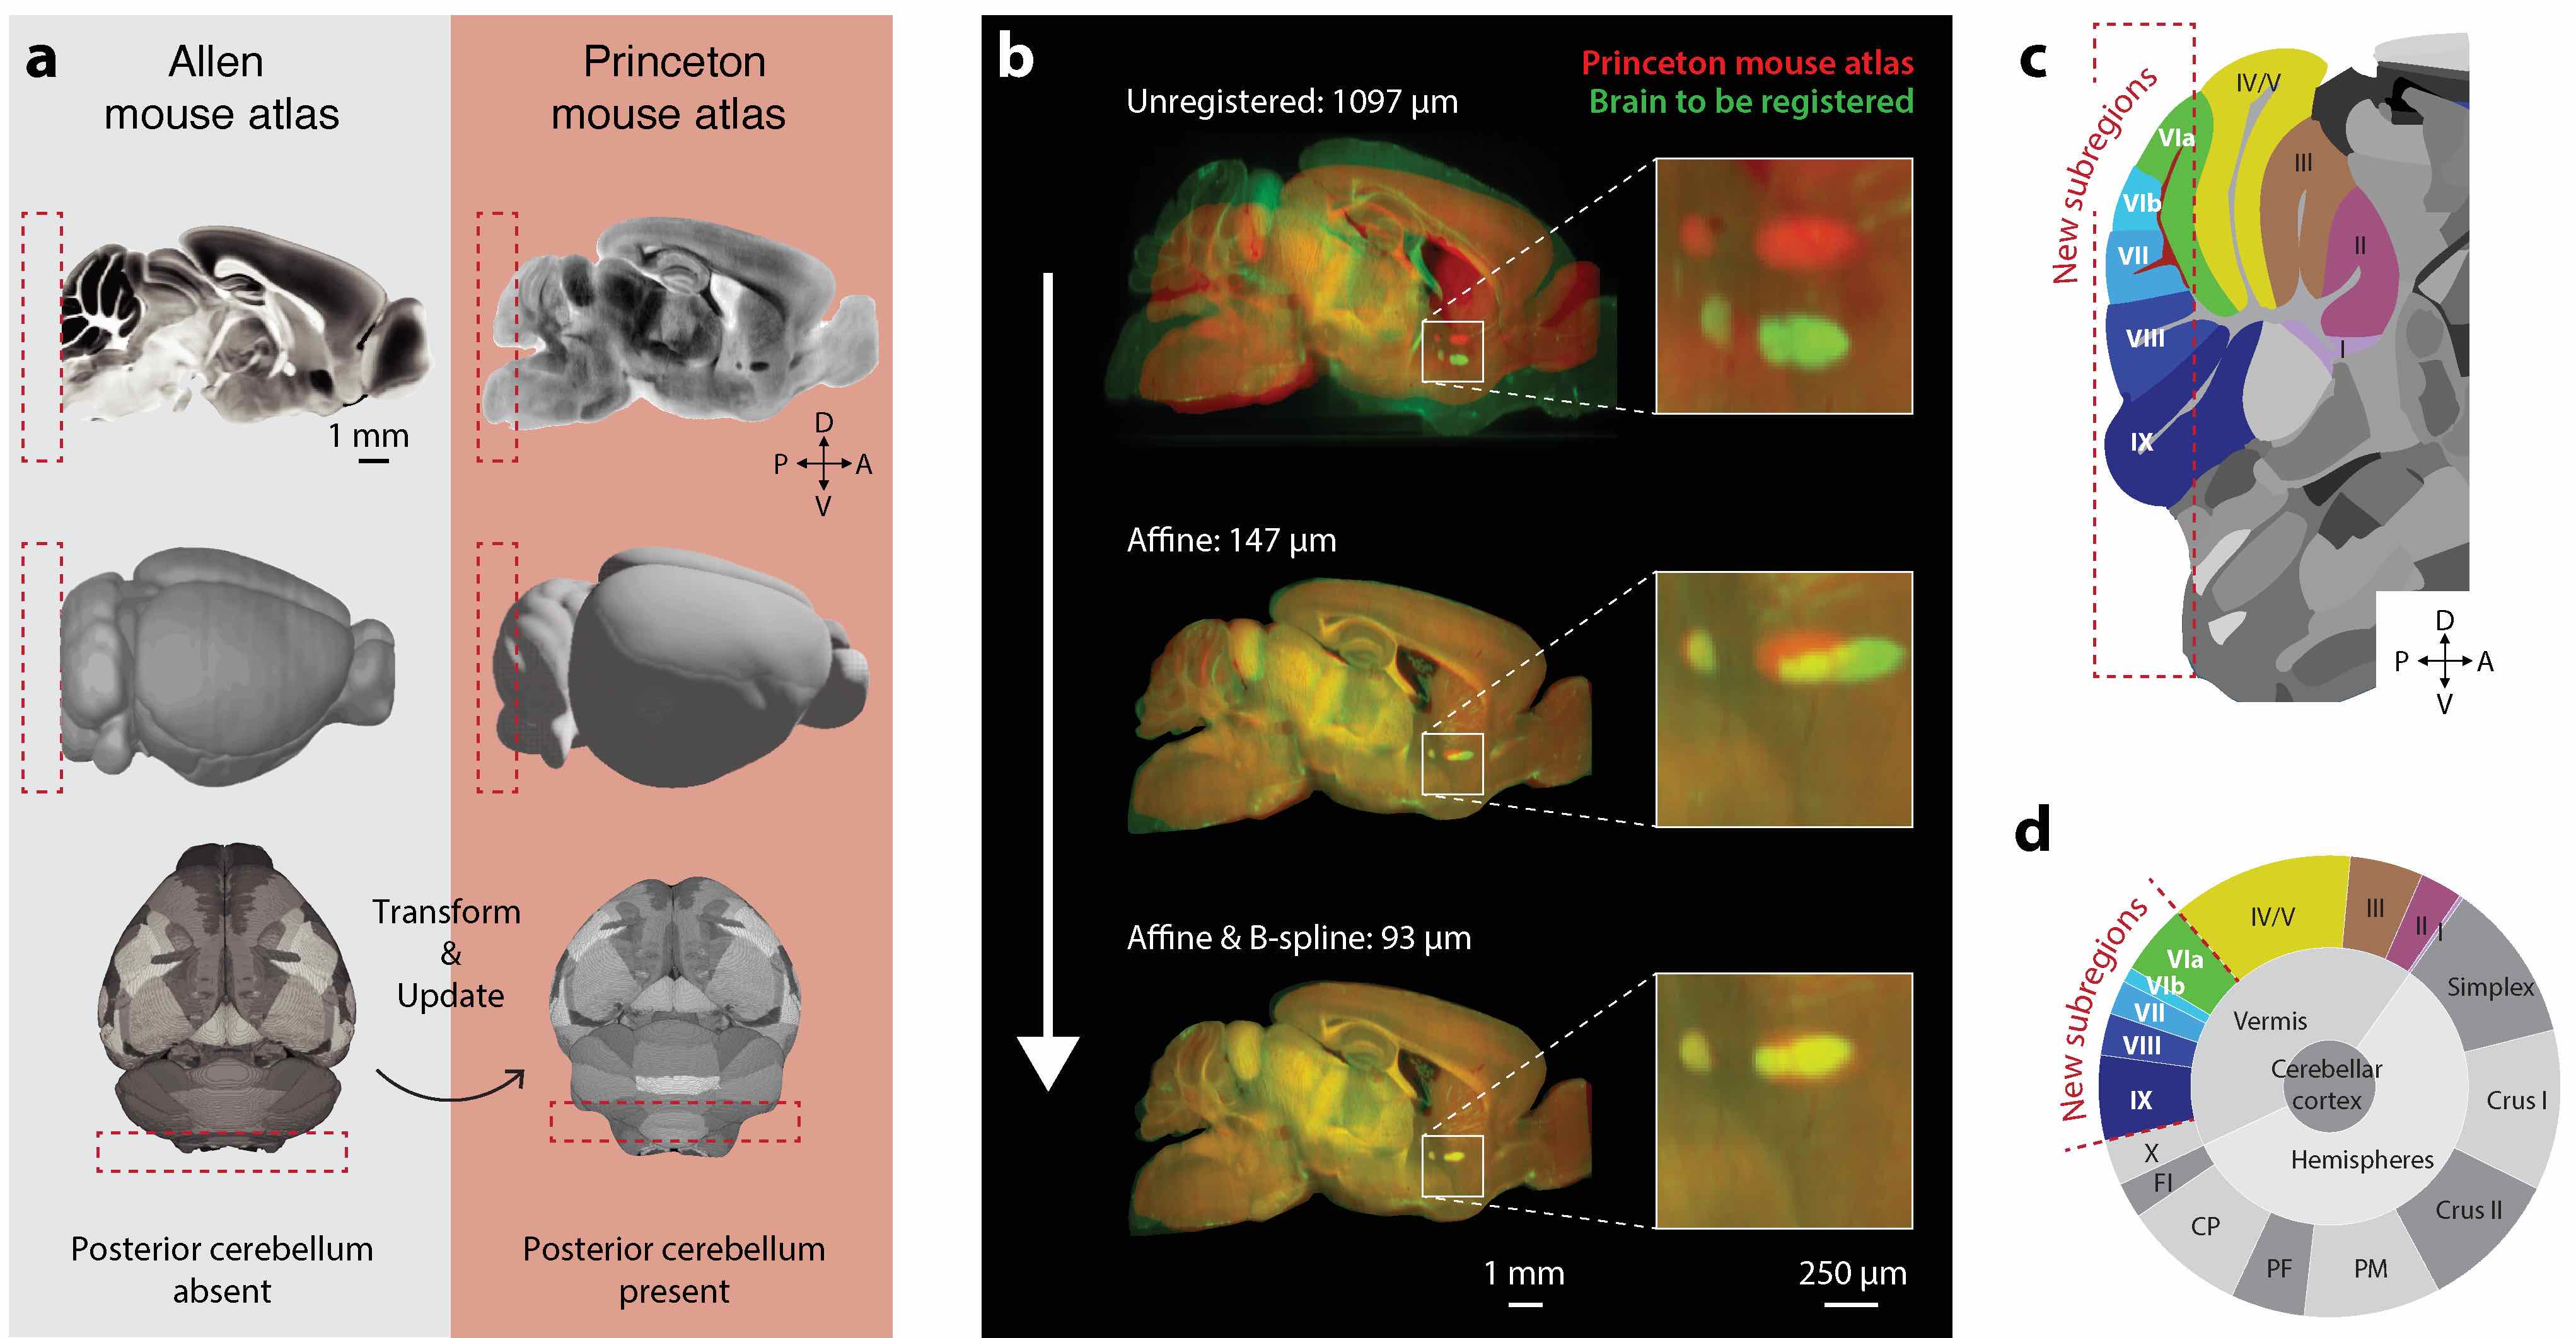 a
Allen
mouse atlas
Princeton
mouse atlas
1 mm
D
P
A
V
Transform
&
Update
Posterior cerebellum
absent
Posterior cerebellum
present
b
Princeton mouse atlas
Brain to be registered
Unregistered: 1097 µm
Affine: 147 µm
Affine & B-spline: 93 µm
1 mm
250 µm
c
New subregions
IV/V
VIa
III
VIb
II
VII
VIII
I
IX
D
P
A
V
d
New subregions
IV/V
III
II
I
VIa
VIb
VII
VIII
IX
X
Fl
CP
PF
PM
Crus II
Crus I
Simplex
Vermis
Cerebellar
cortex
Hemispheres